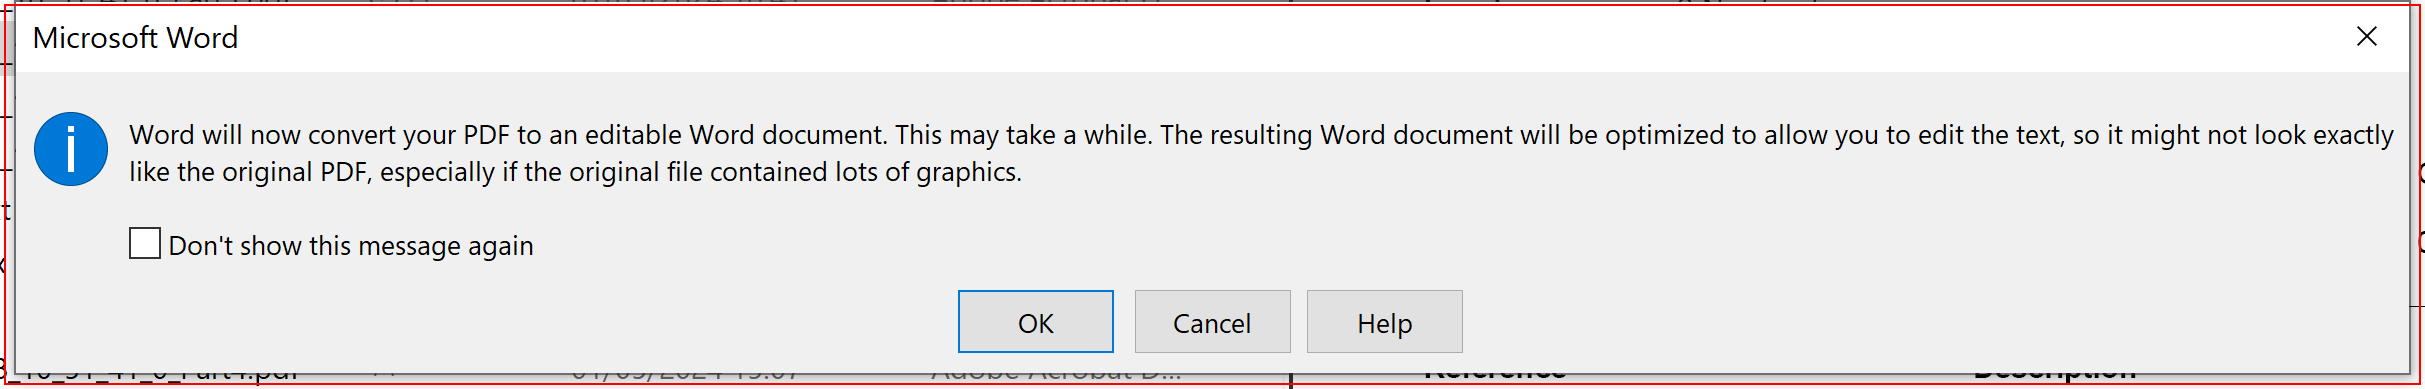 Microsoft Word
Word will now convert your PDF to an editable Word document. This may take a while. The resulting Word document will be optimized to allow you to edit the text, so it might not look exactly
like the original PDF, especially if the original file contained lots of graphics.
Don't show this message again
OK Cancel Help
Reference Description